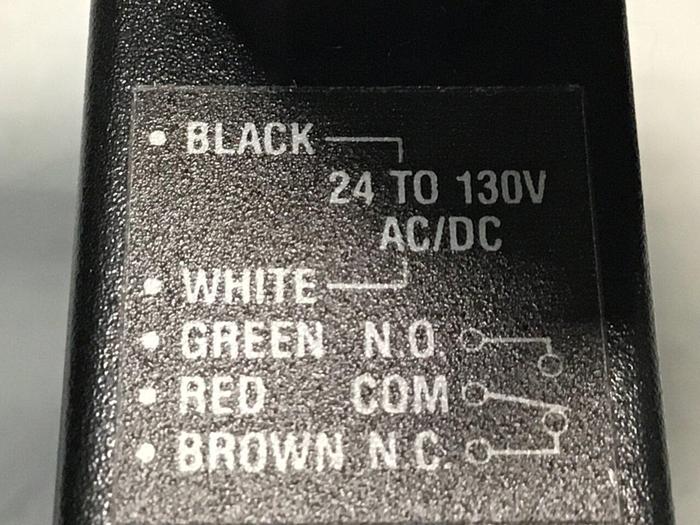 BLACK
24 TO 130V
AC/DC
WHITE
GREEN N.O.
RED COM
BROWN N.C.